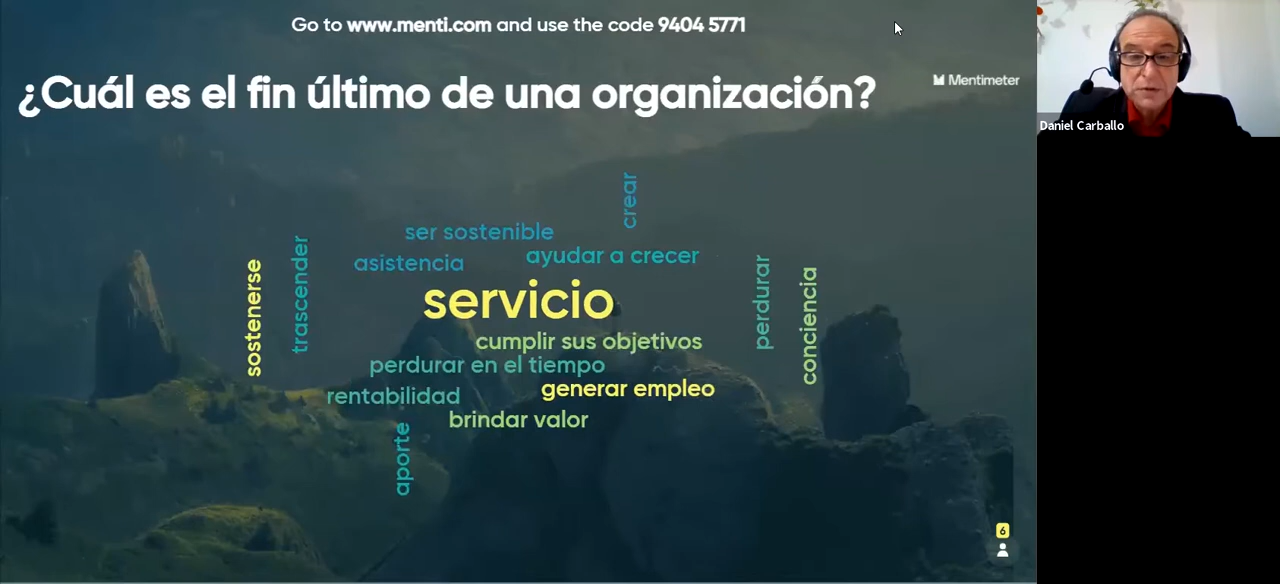 Go to www.menti.com and use the code 9404 5771
¿Cuál es el fin último de una organización?
Mentimeter
Daniel Carballo
crear
ser sostenible
ayudar a crecer
asistencia
sostenerse
trascender
servicio
perdurar
conciencia
cumplir sus objetivos
perdurar en el tiempo
generar empleo
rentabilidad
brindar valor
aporte
6